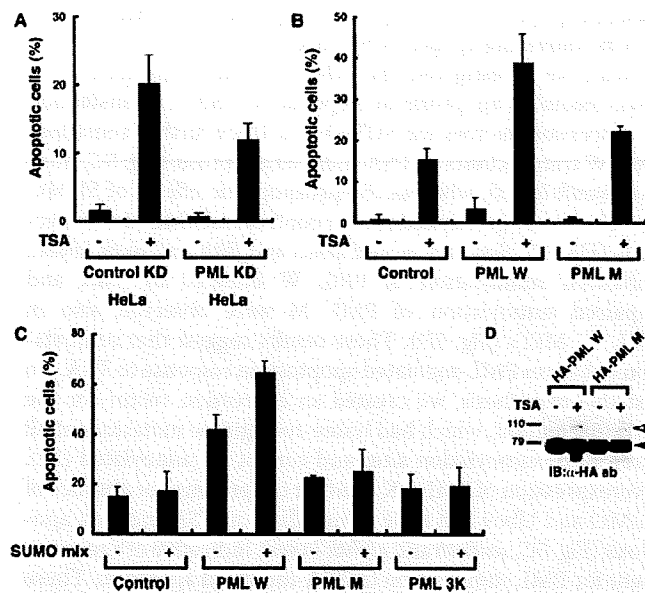 A
Apoptotic cells (%)
30
20
10
0
TSA - + - +
Control KD PML KD
HeLa HeLa
B
Apoptotic cells (%)
50
40
30
20
10
0
TSA - + - + - +
Control PML W PML M
C
Apoptotic cells (%)
80
60
40
20
0
SUMO mix - + - + - + - +
Control PML W PML M PML 3K
D
HA-PML W HA-PML M
TSA - + - +
110
79
IB:α-HA ab